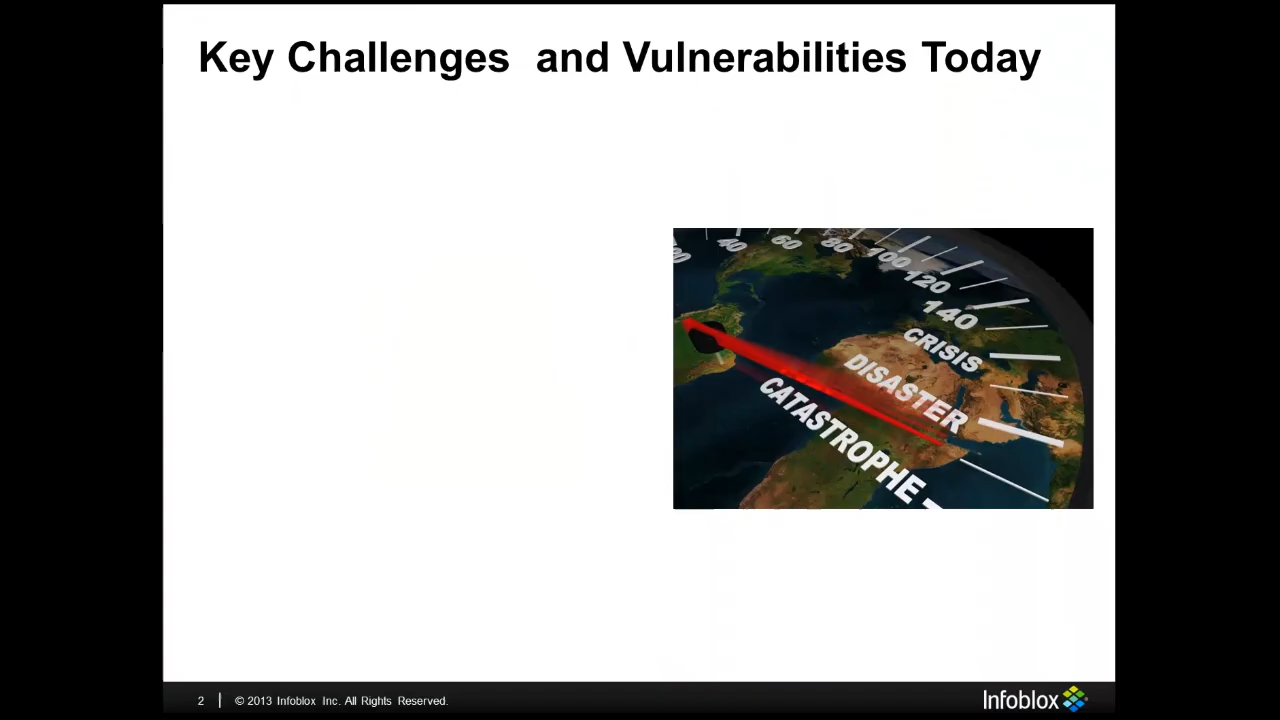 Key Challenges and Vulnerabilities Today
40
60
80
100
120
140
CRISIS
DISASTER
CATASTROPHE
2
© 2013 Infoblox Inc. All Rights Reserved.
Infoblox